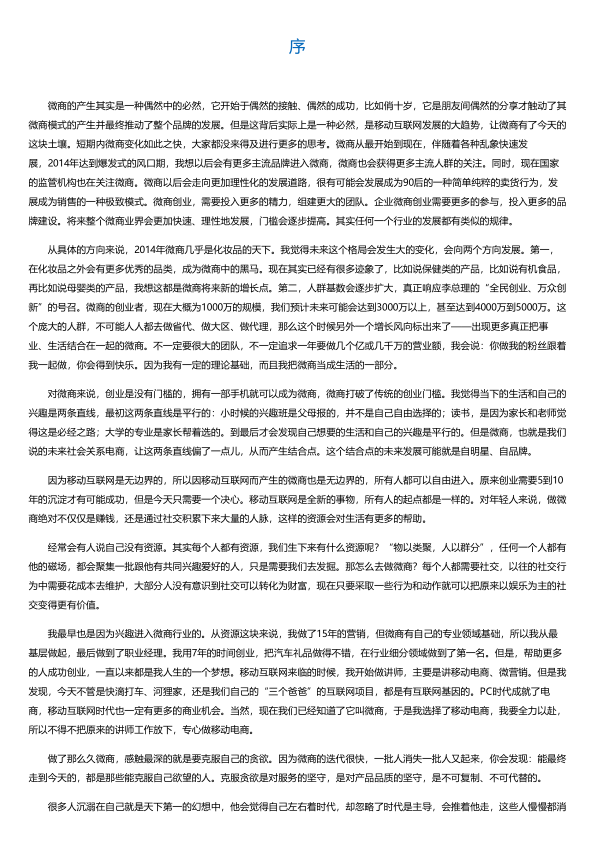 序
微商的产生其实是一种偶然中的必然，它开始于偶然的接触、偶然的成功，比如俏十岁，它是朋友间偶然的分享才触动了其
微商模式的产生并最终推动了整个品牌的发展。但是这背后实际上是一种必然，是移动互联网发展的大趋势，让微商有了今天的
这块土壤。短期内微商变化如此之快，大家都没来得及进行更多的思考。微商从最开始到现在，伴随着各种乱象快速发
展，2014年达到爆发式的风口期，我想以后会有更多主流品牌进入微商，微商也会获得更多主流人群的关注。同时，现在国家
的监管机构也在关注微商。微商以后会走向更加理性化的发展道路，很有可能会发展成为90后的一种简单纯粹的卖货行为，发
展成为销售的一种极致模式。微商创业，需要投入更多的精力，组建更大的团队。企业微商创业需要更多的参与，投入更多的品
牌建设。将来整个微商业界会更加快速、理性地发展，门槛会逐步提高。其实任何一个行业的发展都有类似的规律。
从具体的方向来说，2014年微商几乎是化妆品的天下。我觉得未来这个格局会发生大的变化，会向两个方向发展。第一，
在化妆品之外会有更多优秀的品类，成为微商中的黑马。现在其实已经有很多迹象了，比如说保健类的产品，比如说有机食品，
再比如说母婴类的产品，我想这都是微商将来新的增长点。第二，人群基数会逐步扩大，真正响应李总理的“全民创业、万众创
新”的号召。微商的创业者，现在大概为1000万的规模，我们预计未来可能会达到3000万以上，甚至达到4000万到5000万。这
个庞大的人群，不可能人人都去做省代、做大区、做代理，那么这个时候另外一个增长风向标出来了——出现更多真正把事
业、生活结合在一起的微商。不一定要很大的团队，不一定追求一年要做几个亿或几千万的营业额，我会说：你做我的粉丝跟着
我一起做，你会得到快乐。因为我有一定的理论基础，而且我把微商当成生活的一部分。
对微商来说，创业是没有门槛的，拥有一部手机就可以成为微商，微商打破了传统的创业门槛。我觉得当下的生活和自己的
兴趣是两条直线，最初这两条直线是平行的：小时候的兴趣班是父母报的，并不是自己自由选择的；读书，是因为家长和老师觉
得这是必经之路；大学的专业是家长帮着选的。到最后才会发现自己想要的生活和自己的兴趣是平行的。但是微商，也就是我们
说的未来社会关系电商，让这两条直线偏了一点儿，从而产生结合点。这个结合点的未来发展可能就是自明星、自品牌。
因为移动互联网是无边界的，所以因移动互联网而产生的微商也是无边界的，所有人都可以自由进入。原来创业需要5到10
年的沉淀才有可能成功，但是今天只需要一个决心。移动互联网是全新的事物，所有人的起点都是一样的。对年轻人来说，做微
商绝对不仅仅是赚钱，还是通过社交积累下来大量的人脉，这样的资源会对生活有更多的帮助。
经常会有人说自己没有资源。其实每个人都有资源，我们生下来有什么资源呢？“物以类聚，人以群分”，任何一个人都有
他的磁场，都会聚集一批跟他有共同兴趣爱好的人，只是需要我们去发掘。那怎么去做微商？每个人都需要社交，以往的社交行
为中需要花成本去维护，大部分人没有意识到社交可以转化为财富，现在只要采取一些行为和动作就可以把原来以娱乐为主的社
交变得更有价值。
我最早也是因为兴趣进入微商行业的。从资源这块来说，我做了15年的营销，但微商有自己的专业领域基础，所以我从最
基层做起，最后做到了职业经理。我用7年的时间创业，把汽车礼品做得不错，在行业细分领域做到了第一名。但是，帮助更多
的人成功创业，一直以来都是我人生的一个梦想。移动互联网来临的时候，我开始做讲师，主要是讲移动电商、微营销。但是我
发现，今天不管是快滴打车、河狸家，还是我们自己的“三个爸爸”的互联网项目，都是有互联网基因的。PC时代成就了电
商，移动互联网时代也一定有更多的商业机会。当然，现在我们已经知道了它叫微商，于是我选择了移动电商，我要全力以赴，
所以不得不把原来的讲师工作放下，专心做移动电商。
做了那么久微商，感触最深的就是要克服自己的贪欲。因为微商的迭代很快，一批人消失一批人又起来，你会发现：能最终
走到今天的，都是那些能克服自己欲望的人。克服贪欲是对服务的坚守，是对产品品质的坚守，是不可复制、不可代替的。
很多人沉溺在自己就是天下第一的幻想中，他会觉得自己左右着时代，却忽略了时代是主导，会推着他走，这些人慢慢都消